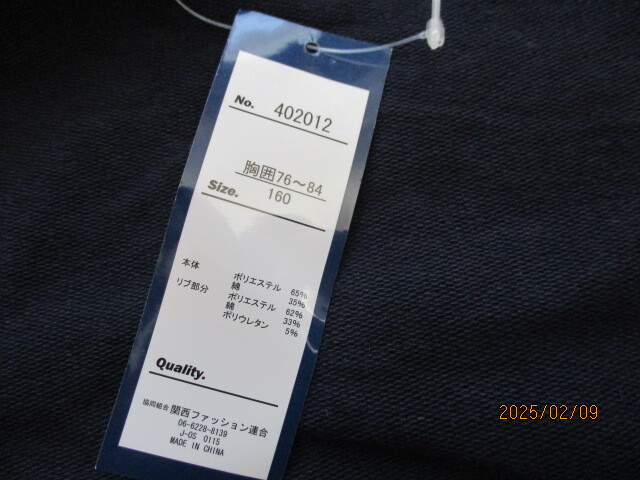 No. 402012
胸囲76～84
Size. 160
本体 ポリエステル 65%
綿 35%
リブ部分 ポリエステル 62%
綿 33%
ポリウレタン 5%
Quality.
協同組合 関西ファッション連合
06-6228-8139
J-OS 0115
MADE IN CHINA
2025/02/09